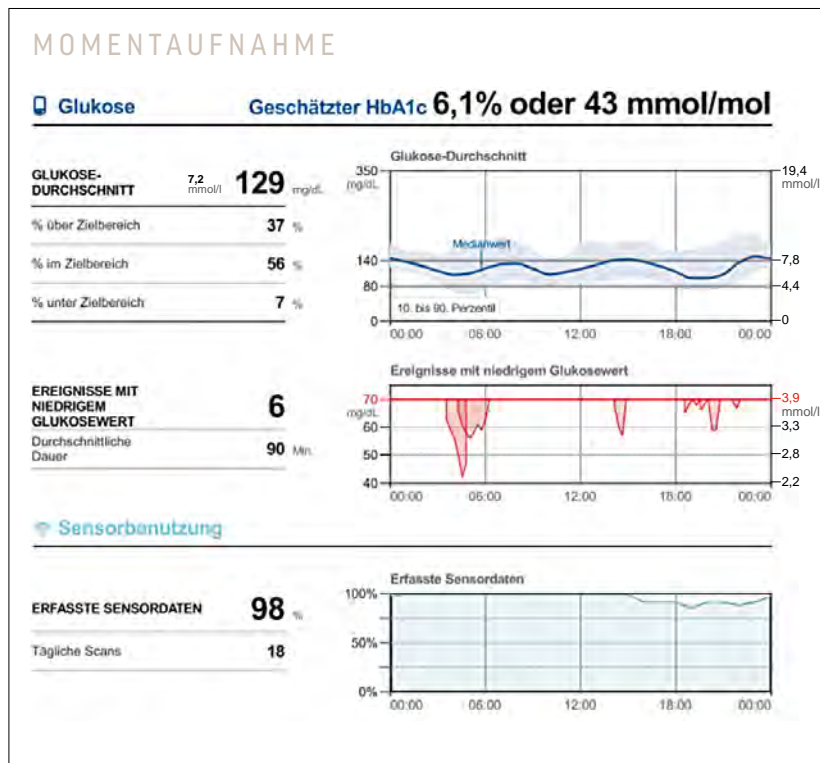 MOMENTAUFNAHME
Glukose
Geschätzter HbA1c 6,1% oder 43 mmol/mol
GLUKOSE-
DURCHSCHNITT
7,2
mmol/l
129 mg/dL
% über Zielbereich 37 %
% im Zielbereich 56 %
% unter Zielbereich 7 %
Glukose-Durchschnitt
350
mg/dL
140
80
0
19,4
mmol/l
7,8
4,4
0
Medianwert
10. bis 90. Perzentil
00:00 06:00 12:00 18:00 00:00
EREIGNISSE MIT
NIEDRIGEM
GLUKOSEWERT
6
Durchschnittliche
Dauer
90 Min.
Ereignisse mit niedrigem Glukosewert
70
mg/dL
60
50
40
3,9
mmol/l
3,3
2,8
2,2
00:00 06:00 12:00 18:00 00:00
Sensorbenutzung
ERFASSTE SENSORDATEN 98 %
Tägliche Scans 18
Erfasste Sensordaten
100%
50%
0%
00:00 06:00 12:00 18:00 00:00